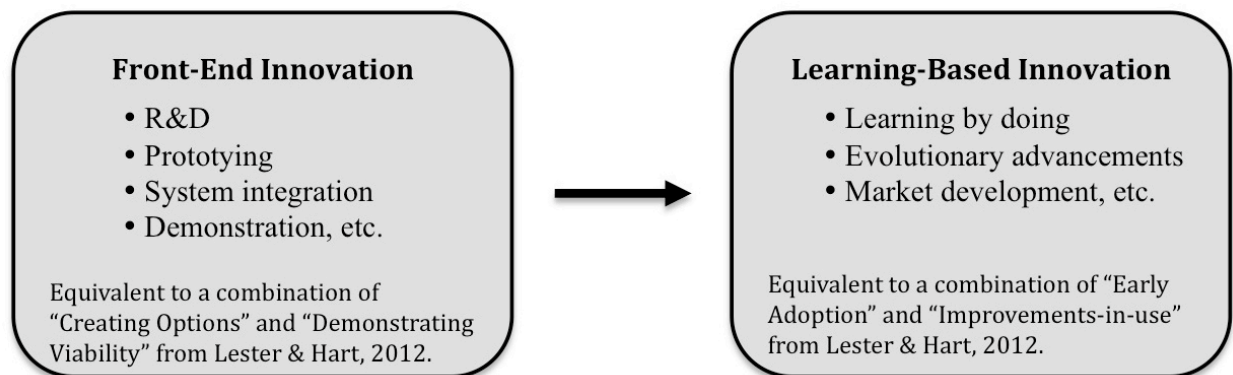 Front-End Innovation
• R&D
• Prototying
• System integration
• Demonstration, etc.
Equivalent to a combination of
“Creating Options” and “Demonstrating
Viability” from Lester & Hart, 2012.
Learning-Based Innovation
• Learning by doing
• Evolutionary advancements
• Market development, etc.
Equivalent to a combination of “Early
Adoption” and “Improvements-in-use”
from Lester & Hart, 2012.